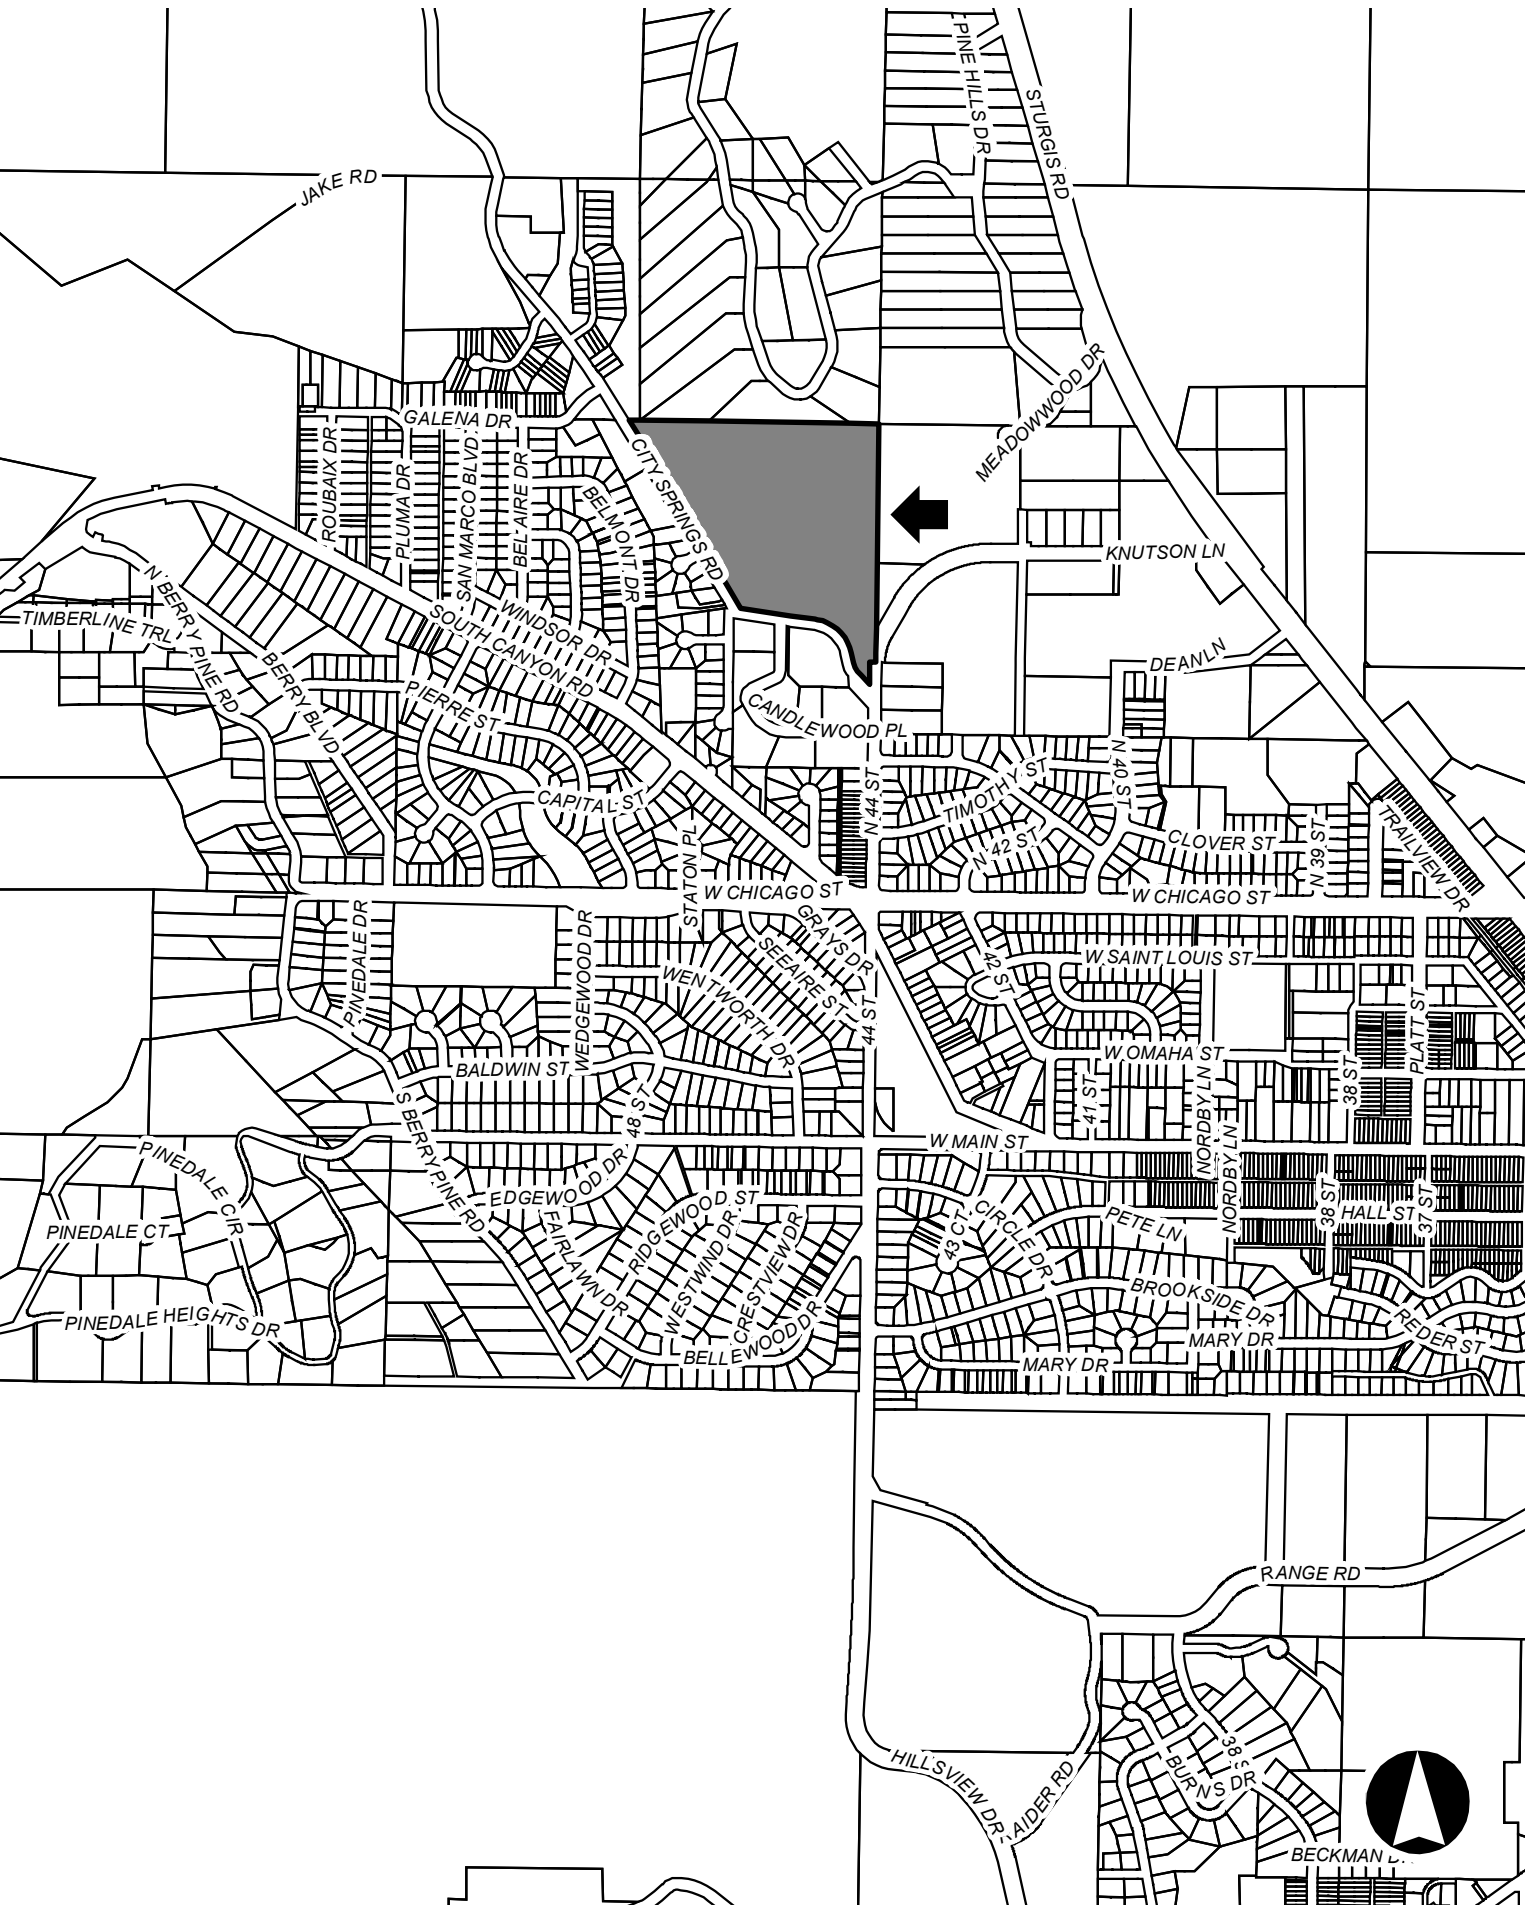 PINE HILLS DR
STURGIS RD
JAKE RD
MEADOWWOOD DR
GALENA DR
ROUBAIX DR
PLUMA DR
SAN MARCO BLVD
BEL AIRE DR
BELMONT DR
CITY SPRINGS RD
KNUTSON LN
N BERRY PINE RD
TIMBERLINE TRL
WINDSOR DR
SOUTH CANYON RD
DEAN LN
BERRY BLVD
PIERRE ST
CANDLEWOOD PL
N 44 ST
TIMOTHY ST
N 40 ST
CAPITAL ST
N 42 ST
CLOVER ST
N 39 ST
TRAILVIEW DR
STATON PL
W CHICAGO ST
W CHICAGO ST
PINEDALE DR
WEDGEWOOD DR
GRAYS DR
SEEAIRE ST
WENTWORTH DR
44 ST
42 ST
W SAINT LOUIS ST
PLATT ST
W OMAHA ST
BALDWIN ST
48 ST
41 ST
NORDBY LN
38 ST
S BERRY PINE RD
W MAIN ST
NORDBY LN
PINEDALE CIR
PINEDALE CT
EDGEWOOD DR
RIDGEWOOD ST
FAIRLAWN DR
WESTWIND DR
CRESTVIEW DR
43 CT
CIRCLE DR
PETE LN
38 ST
HALL ST
37 ST
BROOKSIDE DR
PINEDALE HEIGHTS DR
BELLEWOOD DR
MARY DR
MARY DR
REDER ST
RANGE RD
HILLSVIEW DR
AIDER RD
38 S
BURNS DR
BECKMAN